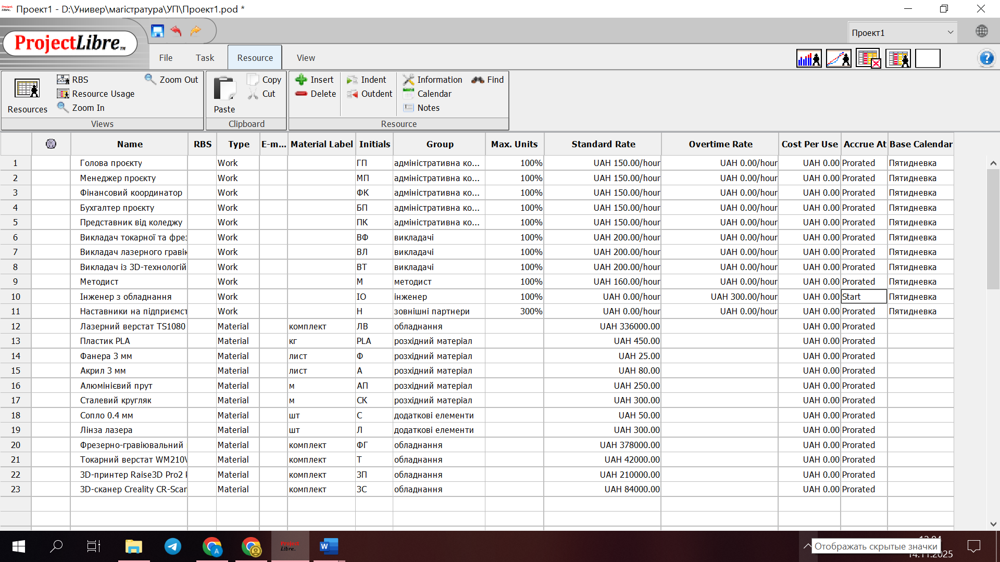 Проект1 - D:\Универ\магістратура\УП\Проект1.pod *
ProjectLibre
Проект1
File Task Resource View
Resources
RBS
Resource Usage
Zoom In
Zoom Out
Views
Paste
Copy
Cut
Clipboard
Insert
Delete
Indent
Outdent
Information
Calendar
Notes
Find
Resource
Name RBS Type E-m... Material Label Initials Group Max. Units Standard Rate Overtime Rate Cost Per Use Accrue At Base Calendar
1 Голова проєкту Work ГП адміністративна ко... 100% UAH 150.00/hour UAH 0.00/hour UAH 0.00 Prorated Пятидневка
2 Менеджер проєкту Work МП адміністративна ко... 100% UAH 150.00/hour UAH 0.00/hour UAH 0.00 Prorated Пятидневка
3 Фінансовий координатор Work ФК адміністративна ко... 100% UAH 150.00/hour UAH 0.00/hour UAH 0.00 Prorated Пятидневка
4 Бухгалтер проєкту Work БП адміністративна ко... 100% UAH 150.00/hour UAH 0.00/hour UAH 0.00 Prorated Пятидневка
5 Представник від коледжу Work ПК адміністративна ко... 100% UAH 150.00/hour UAH 0.00/hour UAH 0.00 Prorated Пятидневка
6 Викладач токарної та фрез Work ВФ викладачі 100% UAH 200.00/hour UAH 0.00/hour UAH 0.00 Prorated Пятидневка
7 Викладач лазерного гравік Work ВЛ викладачі 100% UAH 200.00/hour UAH 0.00/hour UAH 0.00 Prorated Пятидневка
8 Викладач із 3D-технологій Work ВТ викладачі 100% UAH 200.00/hour UAH 0.00/hour UAH 0.00 Prorated Пятидневка
9 Методист Work М методист 100% UAH 160.00/hour UAH 0.00/hour UAH 0.00 Prorated Пятидневка
10 Інженер з обладнання Work ІО інженер 100% UAH 0.00/hour UAH 300.00/hour UAH 0.00 Start Пятидневка
11 Наставники на підприємст Work Н зовнішні партнери 300% UAH 0.00/hour UAH 0.00/hour UAH 0.00 Prorated Пятидневка
12 Лазерний верстат TS1080 Material комплект ЛВ обладнання UAH 336000.00 UAH 0.00 Prorated
13 Пластик PLA Material кг PLA розхідний матеріал UAH 450.00 UAH 0.00 Prorated
14 Фанера 3 мм Material лист Ф розхідний матеріал UAH 25.00 UAH 0.00 Prorated
15 Акрил 3 мм Material лист А розхідний матеріал UAH 80.00 UAH 0.00 Prorated
16 Алюмінієвий прут Material м АП розхідний матеріал UAH 250.00 UAH 0.00 Prorated
17 Сталевий кругляк Material м СК розхідний матеріал UAH 300.00 UAH 0.00 Prorated
18 Сопло 0.4 мм Material шт С додаткові елементи UAH 50.00 UAH 0.00 Prorated
19 Лінза лазера Material шт Л додаткові елементи UAH 300.00 UAH 0.00 Prorated
20 Фрезерно-гравіювальний Material комплект ФГ обладнання UAH 378000.00 UAH 0.00 Prorated
21 Токарний верстат WM210V Material комплект Т обладнання UAH 42000.00 UAH 0.00 Prorated
22 3D-принтер Raise3D Pro2 Material комплект ЗП обладнання UAH 210000.00 UAH 0.00 Prorated
23 3D-сканер Creality CR-Scan Material комплект ЗС обладнання UAH 84000.00 UAH 0.00 Prorated
Отображать скрытые значки
14.11.2025